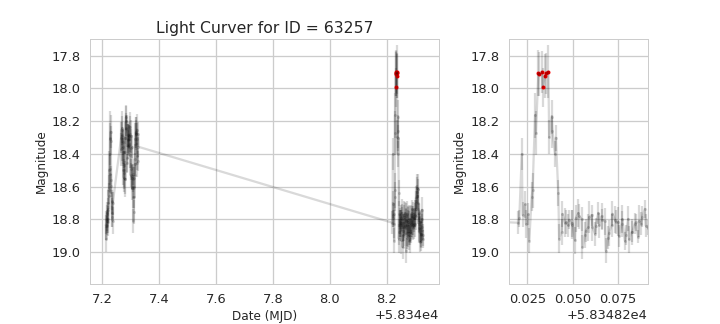 Light Curver for ID = 63257
17.8
18.0
18.2
18.4
18.6
18.8
19.0
Magnitude
7.2 7.4 7.6 7.8 8.0 8.2
Date (MJD)
+5.834e4
17.8
18.0
18.2
18.4
18.6
18.8
19.0
Magnitude
0.025 0.050 0.075
+5.83482e4